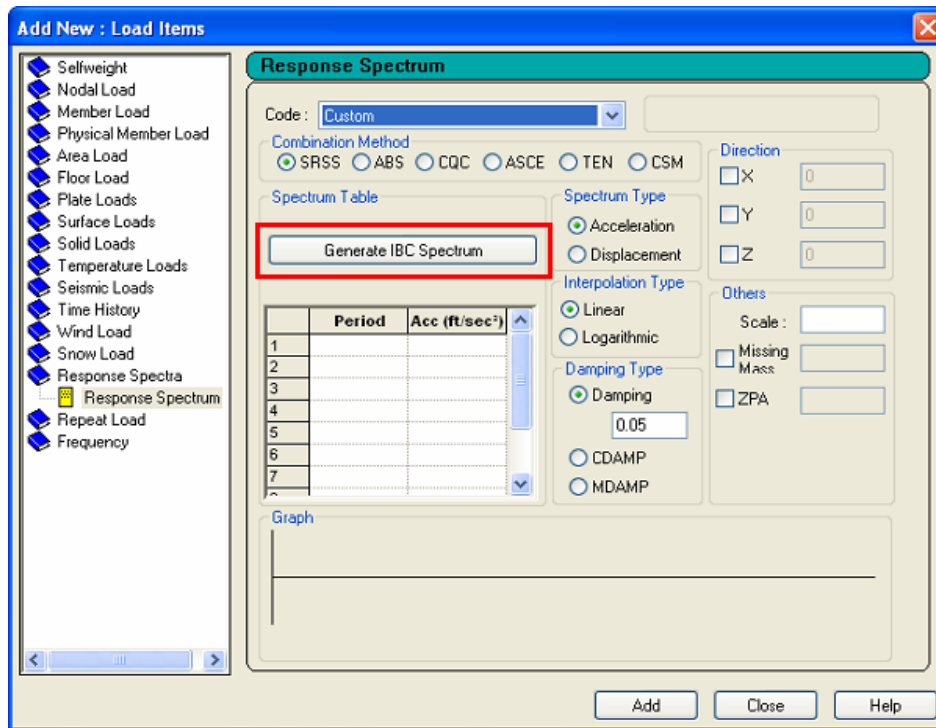 Add New : Load Items
Selfweight
Nodal Load
Member Load
Physical Member Load
Area Load
Floor Load
Plate Loads
Surface Loads
Solid Loads
Temperature Loads
Seismic Loads
Time History
Wind Load
Snow Load
Response Spectra
Response Spectrum
Repeat Load
Frequency
Response Spectrum
Code : Custom
Combination Method
SRSS ABS CQC ASCE TEN CSM
Spectrum Table
Generate IBC Spectrum
Period Acc (ft/sec²)
1
2
3
4
5
6
7
Spectrum Type
Acceleration
Displacement
Interpolation Type
Linear
Logarithmic
Damping Type
Damping
0.05
CDAMP
MDAMP
Direction
X 0
Y 0
Z 0
Others
Scale :
Missing
Mass
ZPA
Graph
Add Close Help